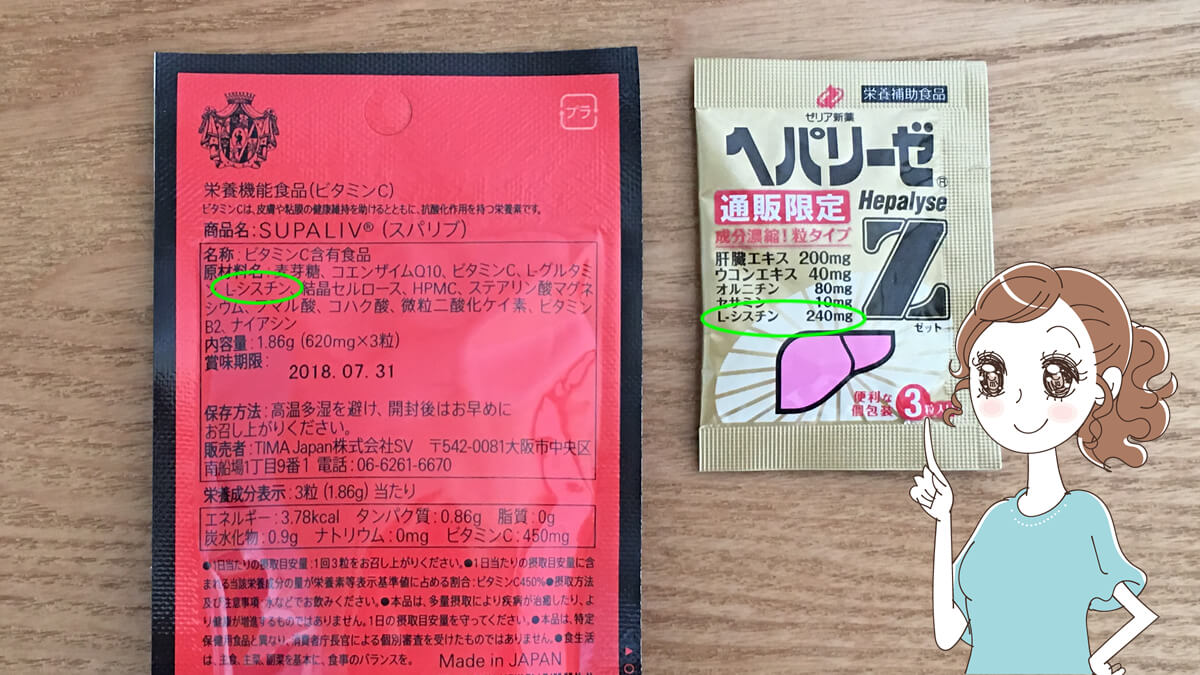 プラ
栄養機能食品(ビタミンC)
ビタミンCは、皮膚や粘膜の健康維持を助けるとともに、抗酸化作用を持つ栄養素です。
商品名:SUPALIV®(スパリブ)
名称:ビタミンC含有食品
原材料名:麦芽糖、コエンザイムQ10、ビタミンC、L-グルタミ
L-シスチン、結晶セルロース、HPMC、ステアリン酸マグネ
シウム、フマル酸、コハク酸、微粒二酸化ケイ素、ビタミン
B2、ナイアシン
内容量:1.86g(620mg×3粒)
賞味期限:
2018.07.31
保存方法:高温多湿を避け、開封後はお早めに
お召し上がりください。
販売者:TIMA Japan株式会社SV 〒542-0081大阪市中央区
南船場1丁目9番1 電話:06-6261-6670
栄養成分表示:3粒(1.86g)当たり
エネルギー:3.78kcal タンパク質:0.86g 脂質:0g
炭水化物:0.9g ナトリウム:0mg ビタミンC:450mg
●1日当たりの摂取目安量:1回3粒をお召し上がりください。●1日当たりの摂取目安量に含
まれる当該栄養成分の量が栄養素等表示基準値に占める割合:ビタミンC450%●摂取方法
及び注意事項:水などでお飲みください。●本品は、多量摂取により疾病が治癒したり、よ
り健康が増進するものではありません。1日の摂取目安量を守ってください。●本品は、特定
保健用食品と異なり、消費者庁長官による個別審査を受けたものではありません。●食生活
は、主食、主菜、副菜を基本に、食事のバランスを。 Made in JAPAN
栄養補助食品
ゼリア新薬
ヘパリーゼ®
Hepalyse
通販限定
成分濃縮!粒タイプ
肝臓エキス 200mg
ウコンエキス 40mg
オルニチン 80mg
セサミン 10mg
L-シスチン 240mg
Z
ゼット
便利な
個包装
3粒入